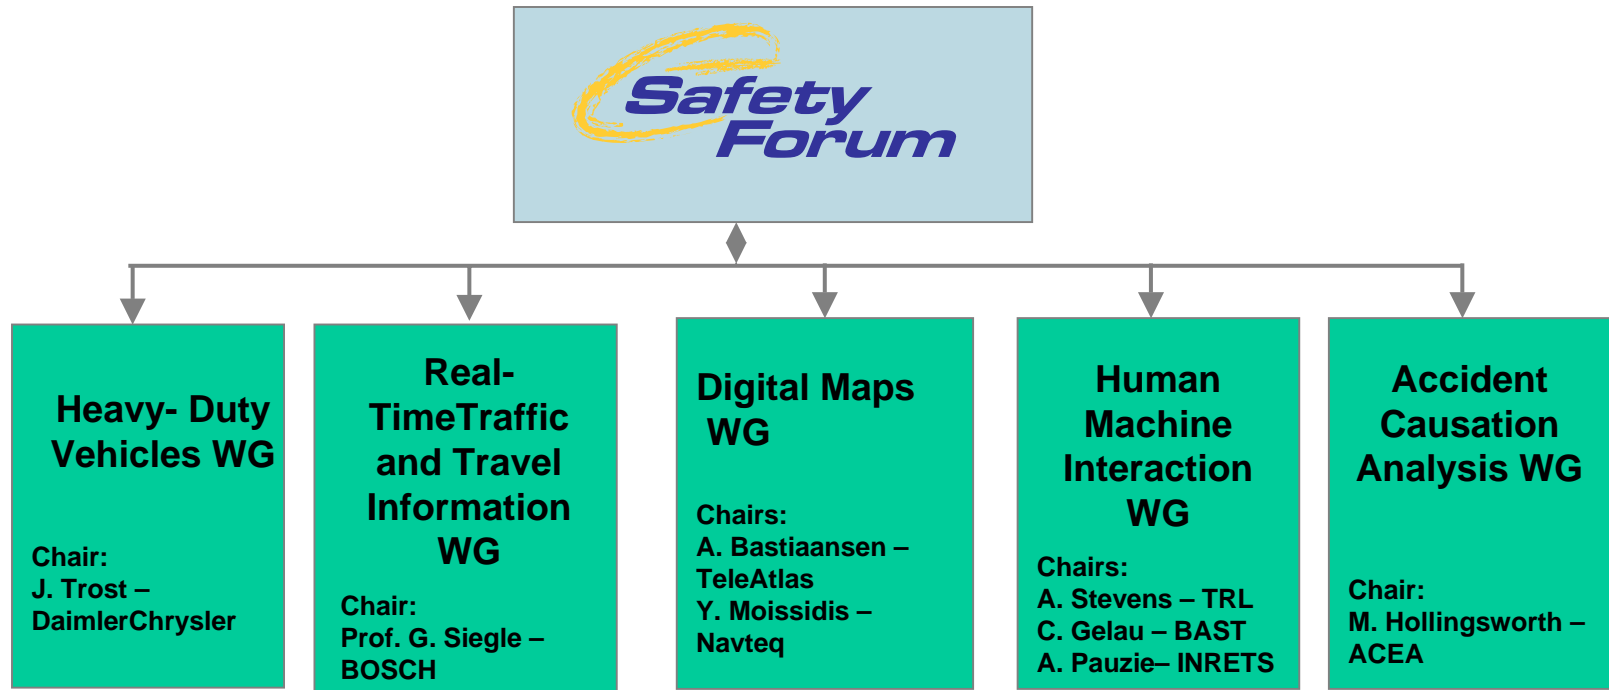 Safety
Forum
Heavy- Duty
Vehicles WG
Chair:
J. Trost –
DaimlerChrysler
Real-
TimeTraffic
and Travel
Information
WG
Chair:
Prof. G. Siegle –
BOSCH
Digital Maps
WG
Chairs:
A. Bastiaansen –
TeleAtlas
Y. Moissidis –
Navteq
Human
Machine
Interaction
WG
Chairs:
A. Stevens – TRL
C. Gelau – BAST
A. Pauzie– INRETS
Accident
Causation
Analysis WG
Chair:
M. Hollingsworth –
ACEA